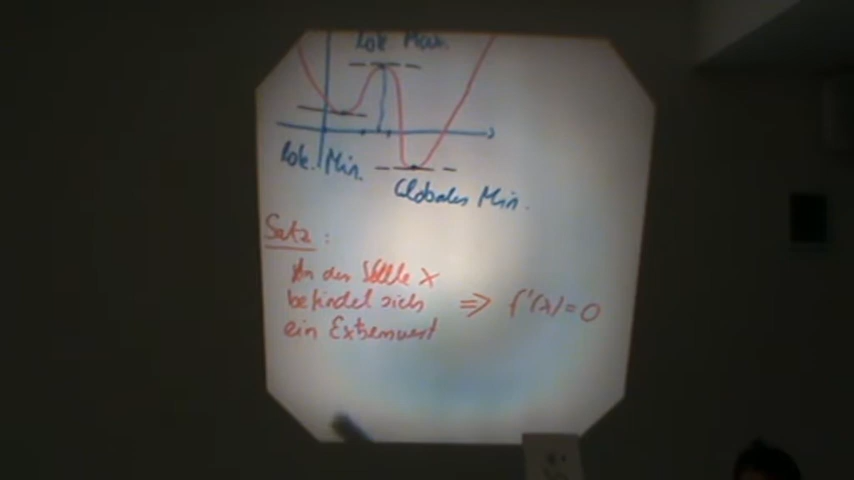 Lok. Max.
Lok. Min.
Globales Min.
Satz:
An der Stelle x
befindet sich ⇒ f'(x)=0
ein Extremwert